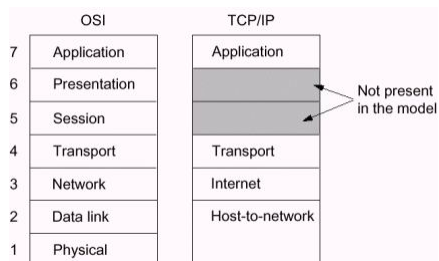 OSI TCP/IP
7 Application Application
6 Presentation
Not present
in the model
5 Session
4 Transport Transport
3 Network Internet
2 Data link Host-to-network
1 Physical